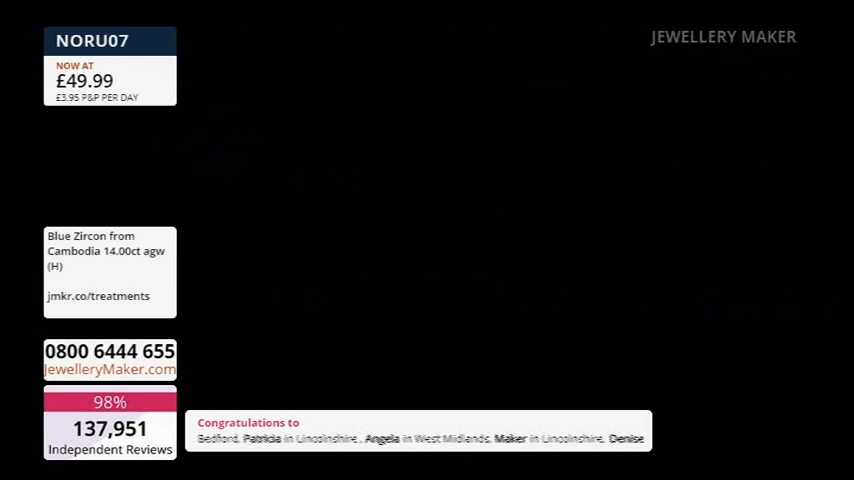 NORU07
JEWELLERY MAKER
NOW AT
£49.99
£3.95 P&P PER DAY
Blue Zircon from
Cambodia 14.00ct agw
(H)
jmkr.co/treatments
0800 6444 655
JewelleryMaker.com
98%
137,951
Independent Reviews
Congratulations to
Bedford, Patricia in Lincolnshire, Angela in West Midlands, Maker in Lincolnshire, Denise